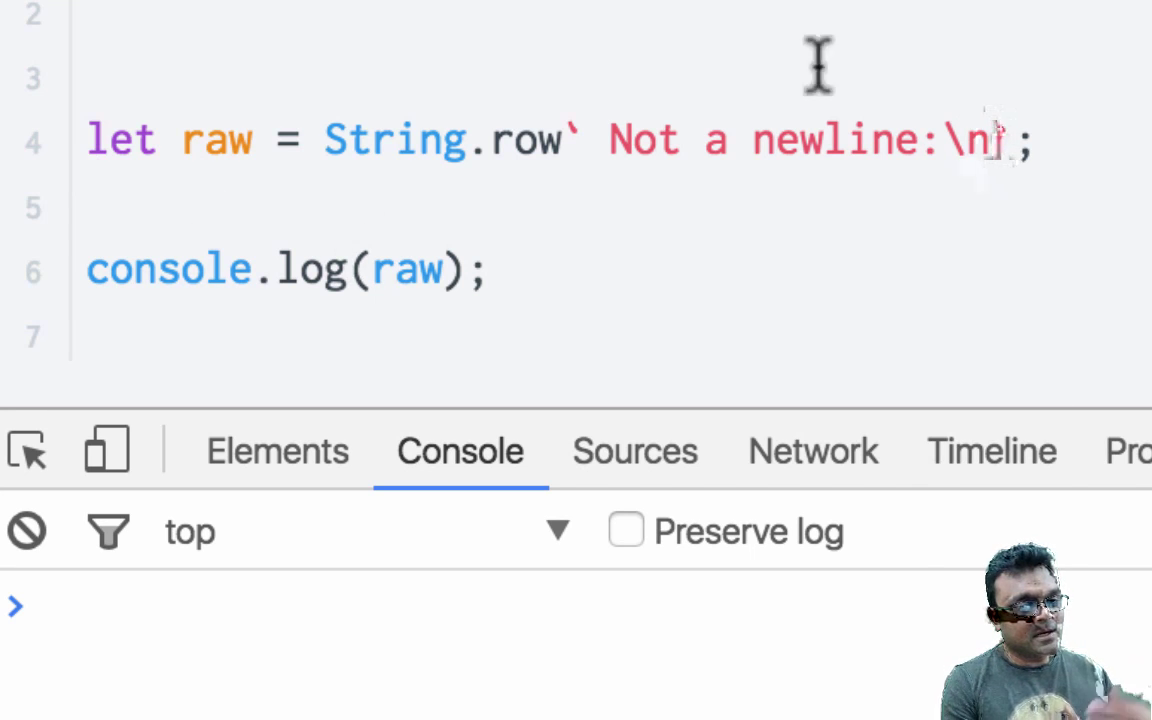 2
3
4 let raw = String.row` Not a newline:\n`;
5
6 console.log(raw);
7
Elements Console Sources Network Timeline Pro
top Preserve log